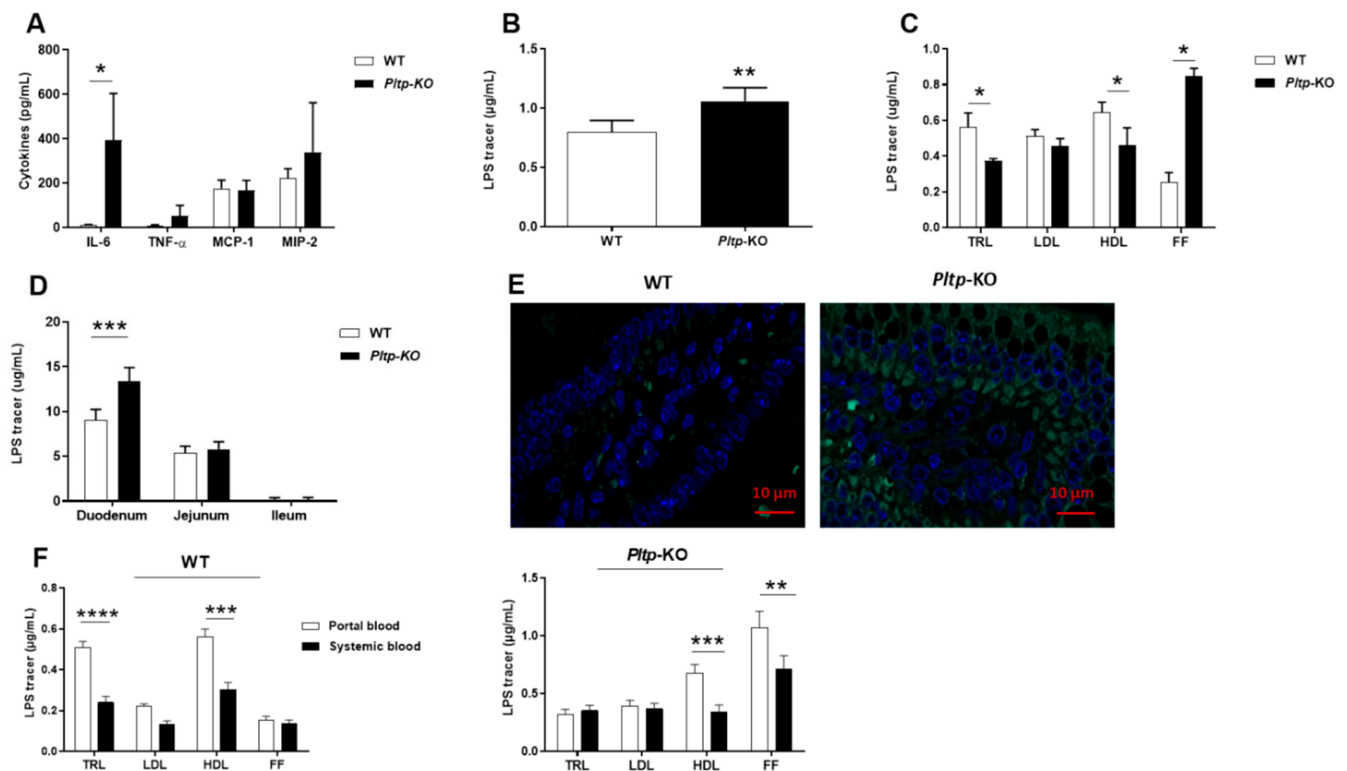 A
Cytokines (pg/mL)
800
600
400
200
0
*
IL-6 TNF-α MCP-1 MIP-2
WT
Pltp-KO
B
LPS tracer (µg/mL)
1.5
1.0
0.5
0.0
**
WT Pltp-KO
C
LPS tracer (ug/mL)
1.0
0.8
0.6
0.4
0.2
0.0
* * *
TRL LDL HDL FF
WT
Pltp-KO
D
LPS tracer (ug/mL)
20
15
10
5
0
***
Duodenum Jejunum Ileum
WT
Pltp-KO
E
WT
Pltp-KO
10 µm
10 µm
F
WT
LPS tracer (µg/mL)
0.8
0.6
0.4
0.2
0.0
**** ***
TRL LDL HDL FF
Portal blood
Systemic blood
Pltp-KO
LPS tracer (µg/mL)
1.5
1.0
0.5
0.0
*** **
TRL LDL HDL FF